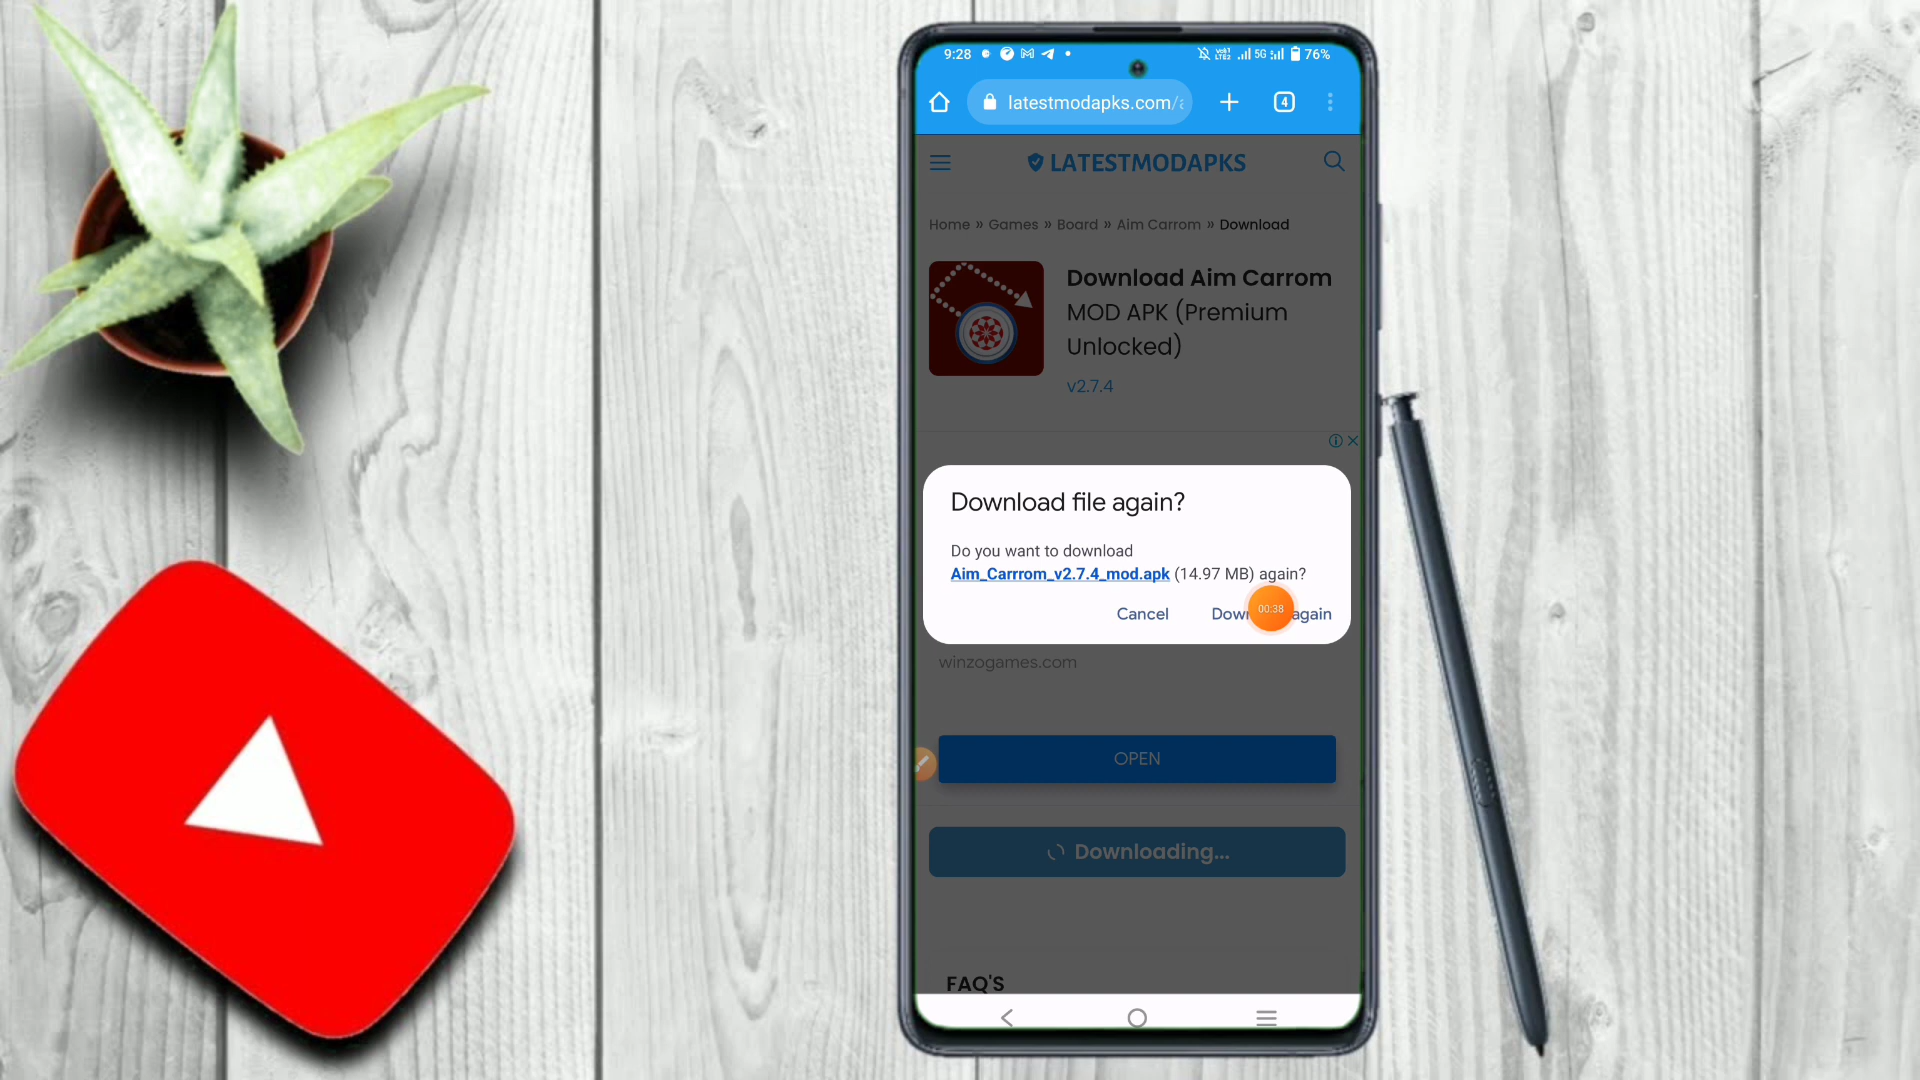 9:28
5G 76%
latestmodapks.com/
4
LATESTMODAPKS
Home » Games » Board » Aim Carrom » Download
Download Aim Carrom
MOD APK (Premium
Unlocked)
v2.7.4
Download file again?
Do you want to download
Aim_Carrrom_v2.7.4_mod.apk (14.97 MB) again?
Cancel
again
00:38
winzogames.com
OPEN
Downloading...
FAQ'S